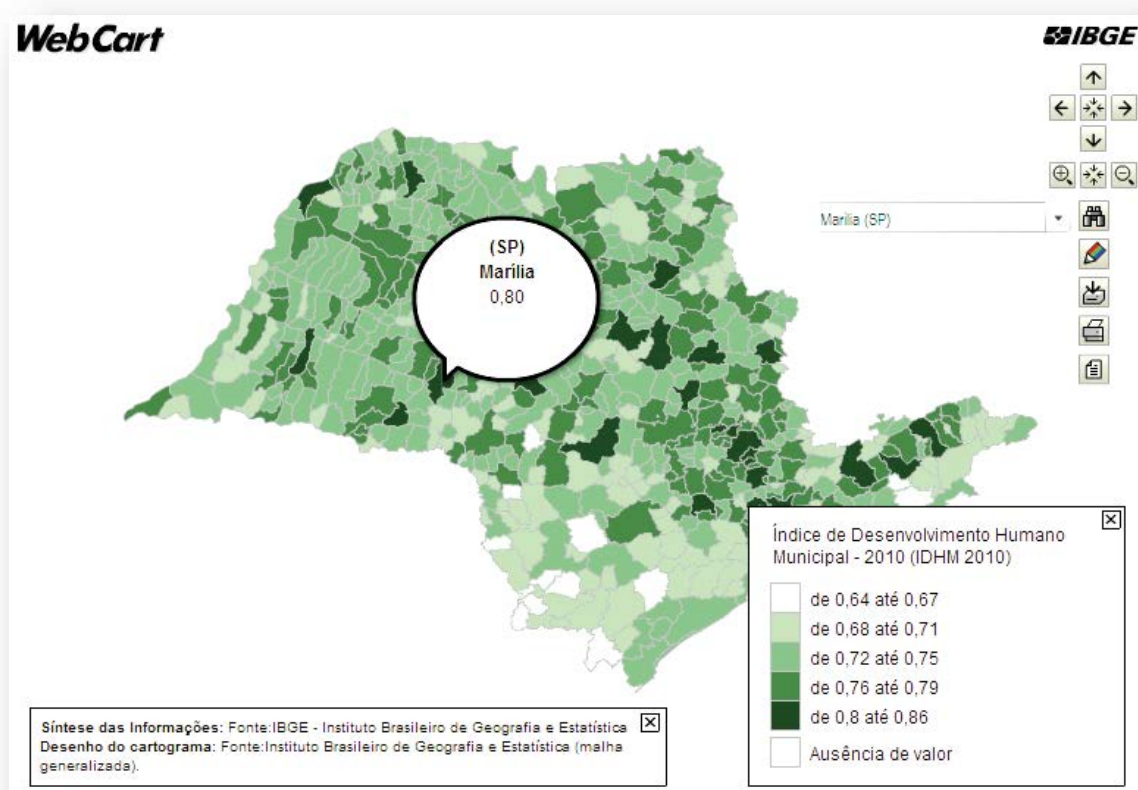 WebCart
IBGE
Marília (SP)
(SP)
Marília
0,80
Índice de Desenvolvimento Humano
Municipal - 2010 (IDHM 2010)
de 0,64 até 0,67
de 0,68 até 0,71
de 0,72 até 0,75
de 0,76 até 0,79
de 0,8 até 0,86
Ausência de valor
Síntese das Informações: Fonte:IBGE - Instituto Brasileiro de Geografia e Estatística
Desenho do cartograma: Fonte:Instituto Brasileiro de Geografia e Estatística (malha
generalizada).